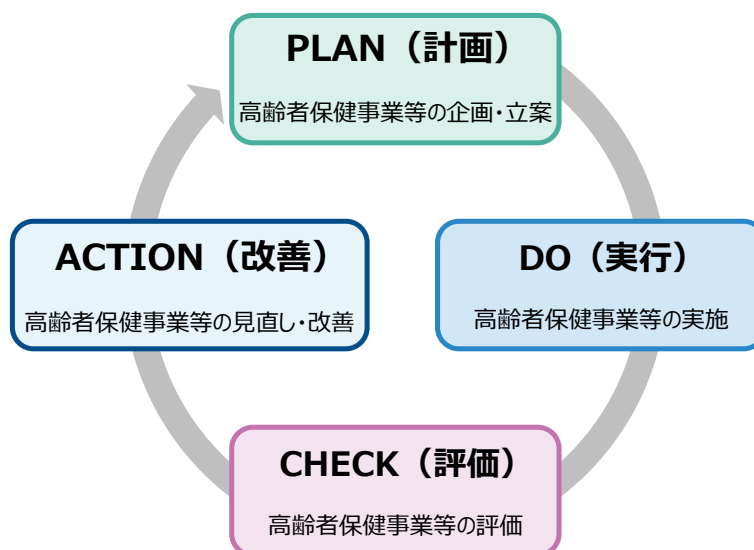 PLAN（計画）
高齢者保健事業等の企画・立案
ACTION（改善）
高齢者保健事業等の見直し・改善
DO（実行）
高齢者保健事業等の実施
CHECK（評価）
高齢者保健事業等の評価